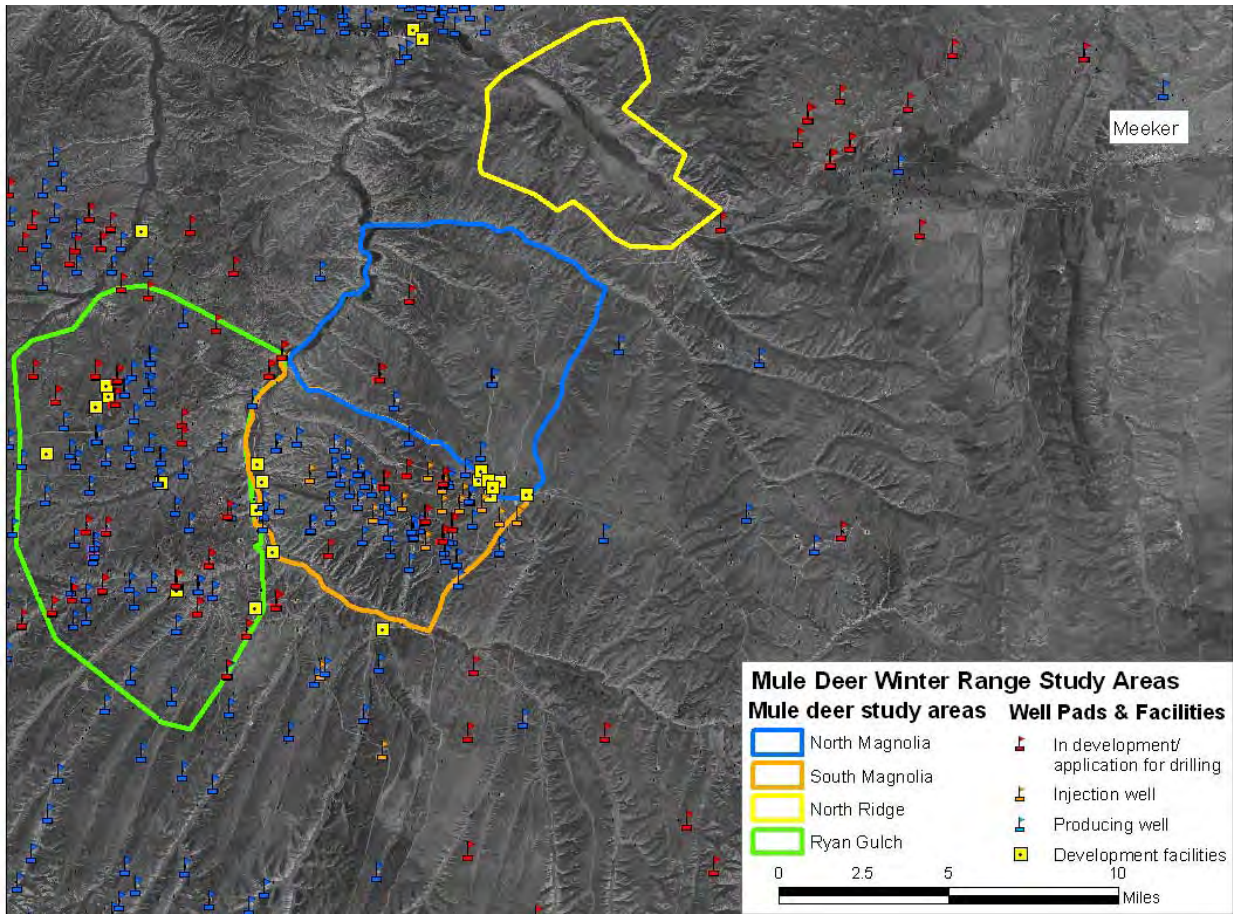 Meeker
Mule Deer Winter Range Study Areas
Mule deer study areas
North Magnolia
South Magnolia
North Ridge
Ryan Gulch
Well Pads & Facilities
In development/
application for drilling
Injection well
Producing well
Development facilities
0 2.5 5 10
Miles